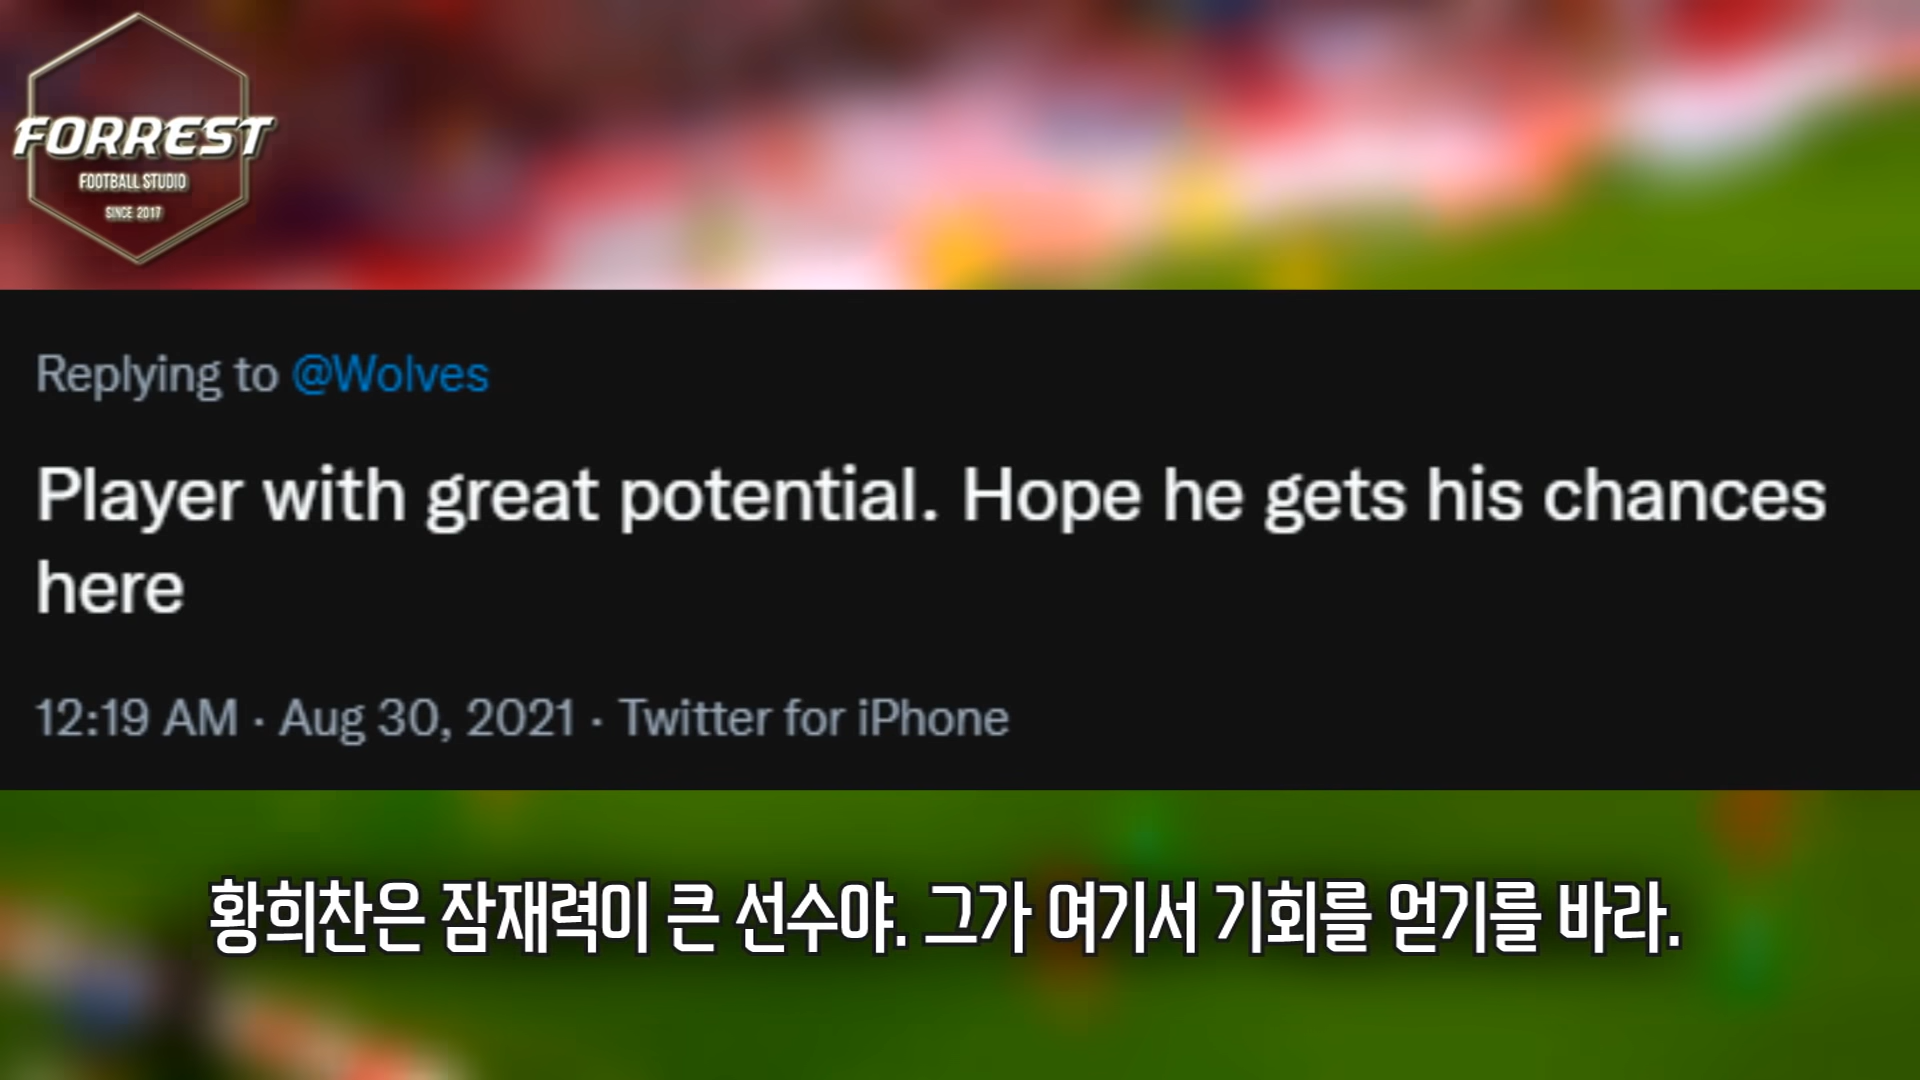 FORREST
FOOTBALL STUDIO
SINCE 2017
Replying to @Wolves
Player with great potential. Hope he gets his chances
here
12:19 AM · Aug 30, 2021 · Twitter for iPhone
황희찬은 잠재력이 큰 선수야. 그가 여기서 기회를 얻기를 바라.